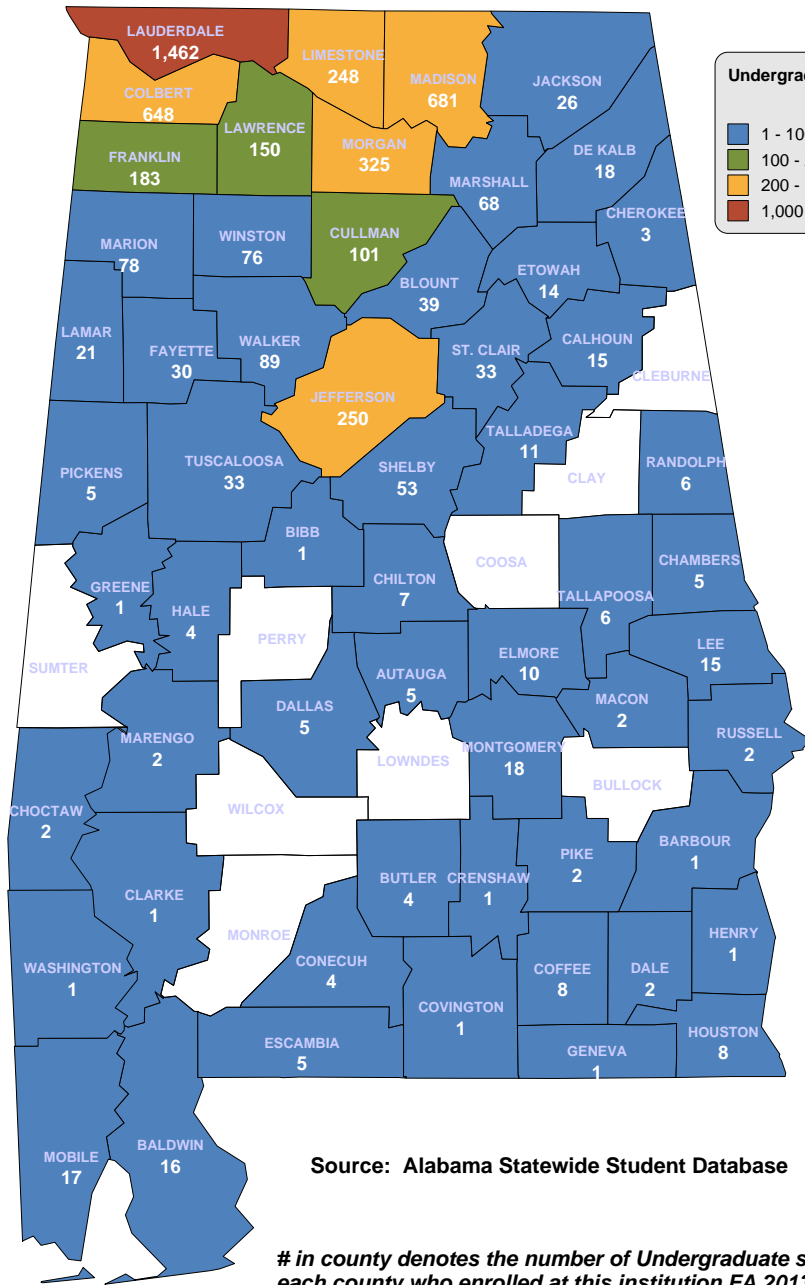 LAUDERDALE
1,462
LIMESTONE
248
MADISON
681
JACKSON
26
COLBERT
648
LAWRENCE
150
MORGAN
325
DE KALB
18
FRANKLIN
183
MARSHALL
68
CHEROKEE
3
MARION
78
WINSTON
76
CULLMAN
101
BLOUNT
39
ETOWAH
14
LAMAR
21
FAYETTE
30
WALKER
89
ST. CLAIR
33
CALHOUN
15
CLEBURNE
JEFFERSON
250
TALLADEGA
11
CLAY
RANDOLPH
6
PICKENS
5
TUSCALOOSA
33
SHELBY
53
BIBB
1
COOSA
CHAMBERS
5
GREENE
1
HALE
4
CHILTON
7
TALLAPOOSA
6
SUMTER
PERRY
AUTAUGA
5
ELMORE
10
LEE
15
MARENGO
2
DALLAS
5
MACON
2
RUSSELL
2
LOWNDES
MONTGOMERY
18
BULLOCK
CHOCTAW
2
WILCOX
BARBOUR
1
CLARKE
1
BUTLER
4
CRENSHAW
1
PIKE
2
MONROE
HENRY
1
WASHINGTON
1
CONECUH
4
COVINGTON
1
COFFEE
8
DALE
2
ESCAMBIA
5
GENEVA
1
HOUSTON
8
MOBILE
17
BALDWIN
16
1 - 10
100 -
200 -
1,000
Source: Alabama Statewide Student Database
# in county denotes the number of Undergraduate
each county who enrolled at this institution FA